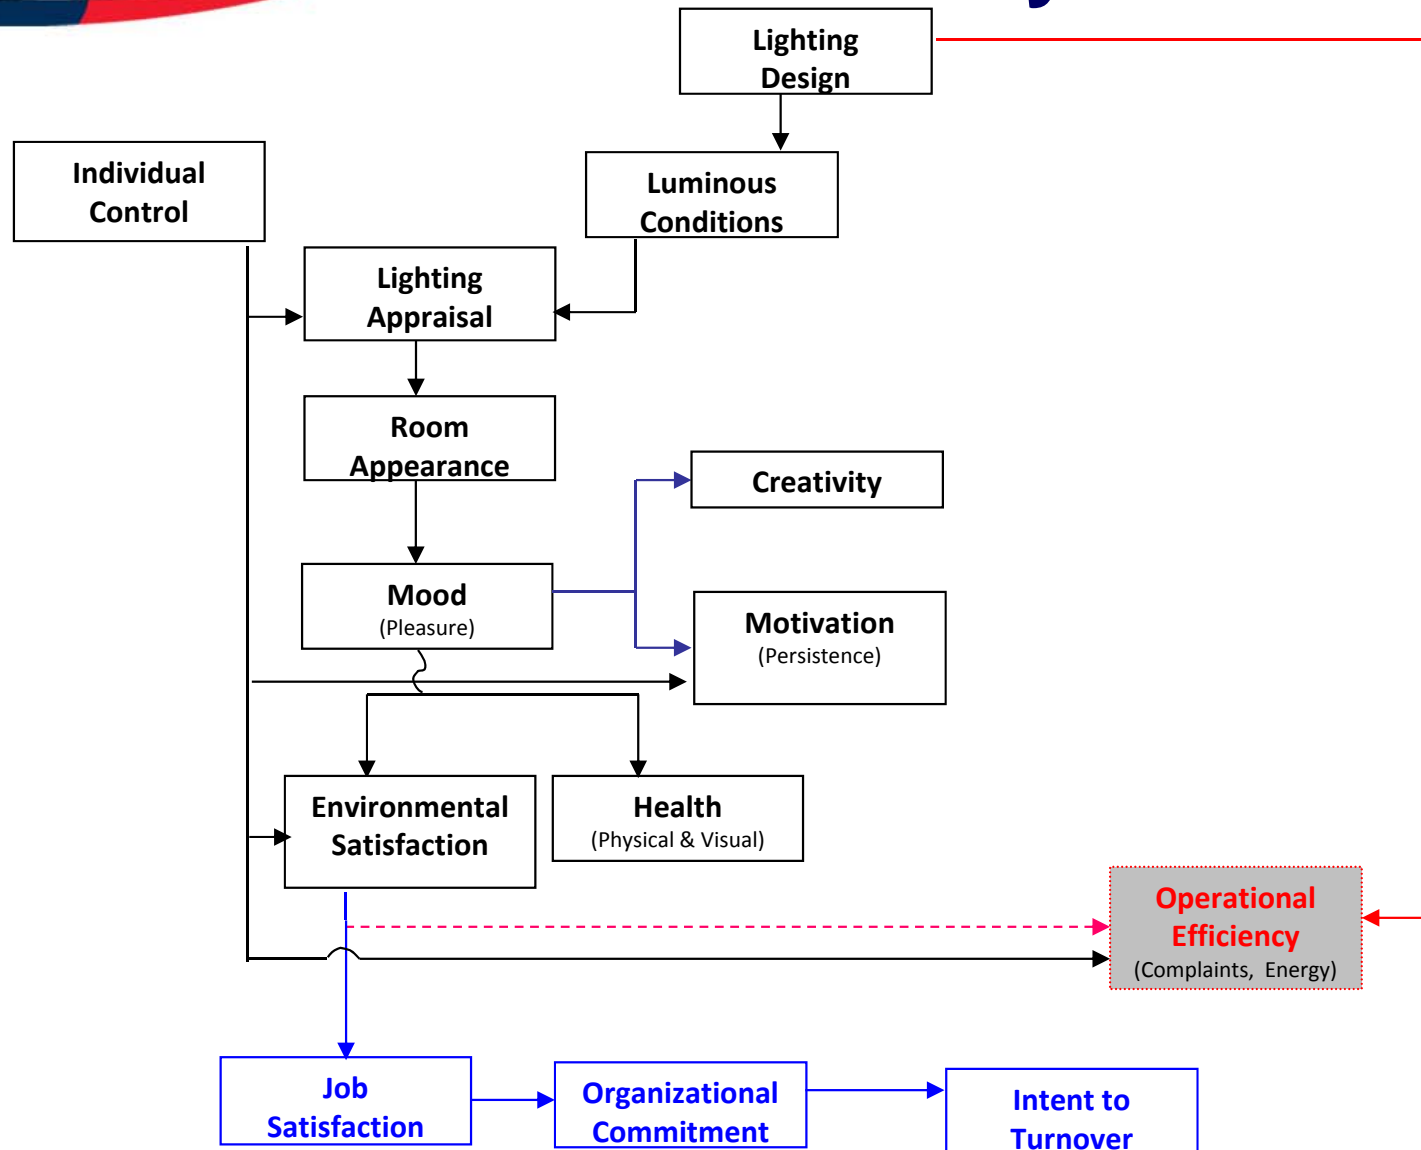 Lighting
Design
Individual
Control
Luminous
Conditions
Lighting
Appraisal
Room
Appearance
Creativity
Mood
(Pleasure)
Motivation
(Persistence)
Environmental
Satisfaction
Health
(Physical & Visual)
Operational
Efficiency
(Complaints, Energy)
Job
Satisfaction
Organizational
Commitment
Intent to
Turnover